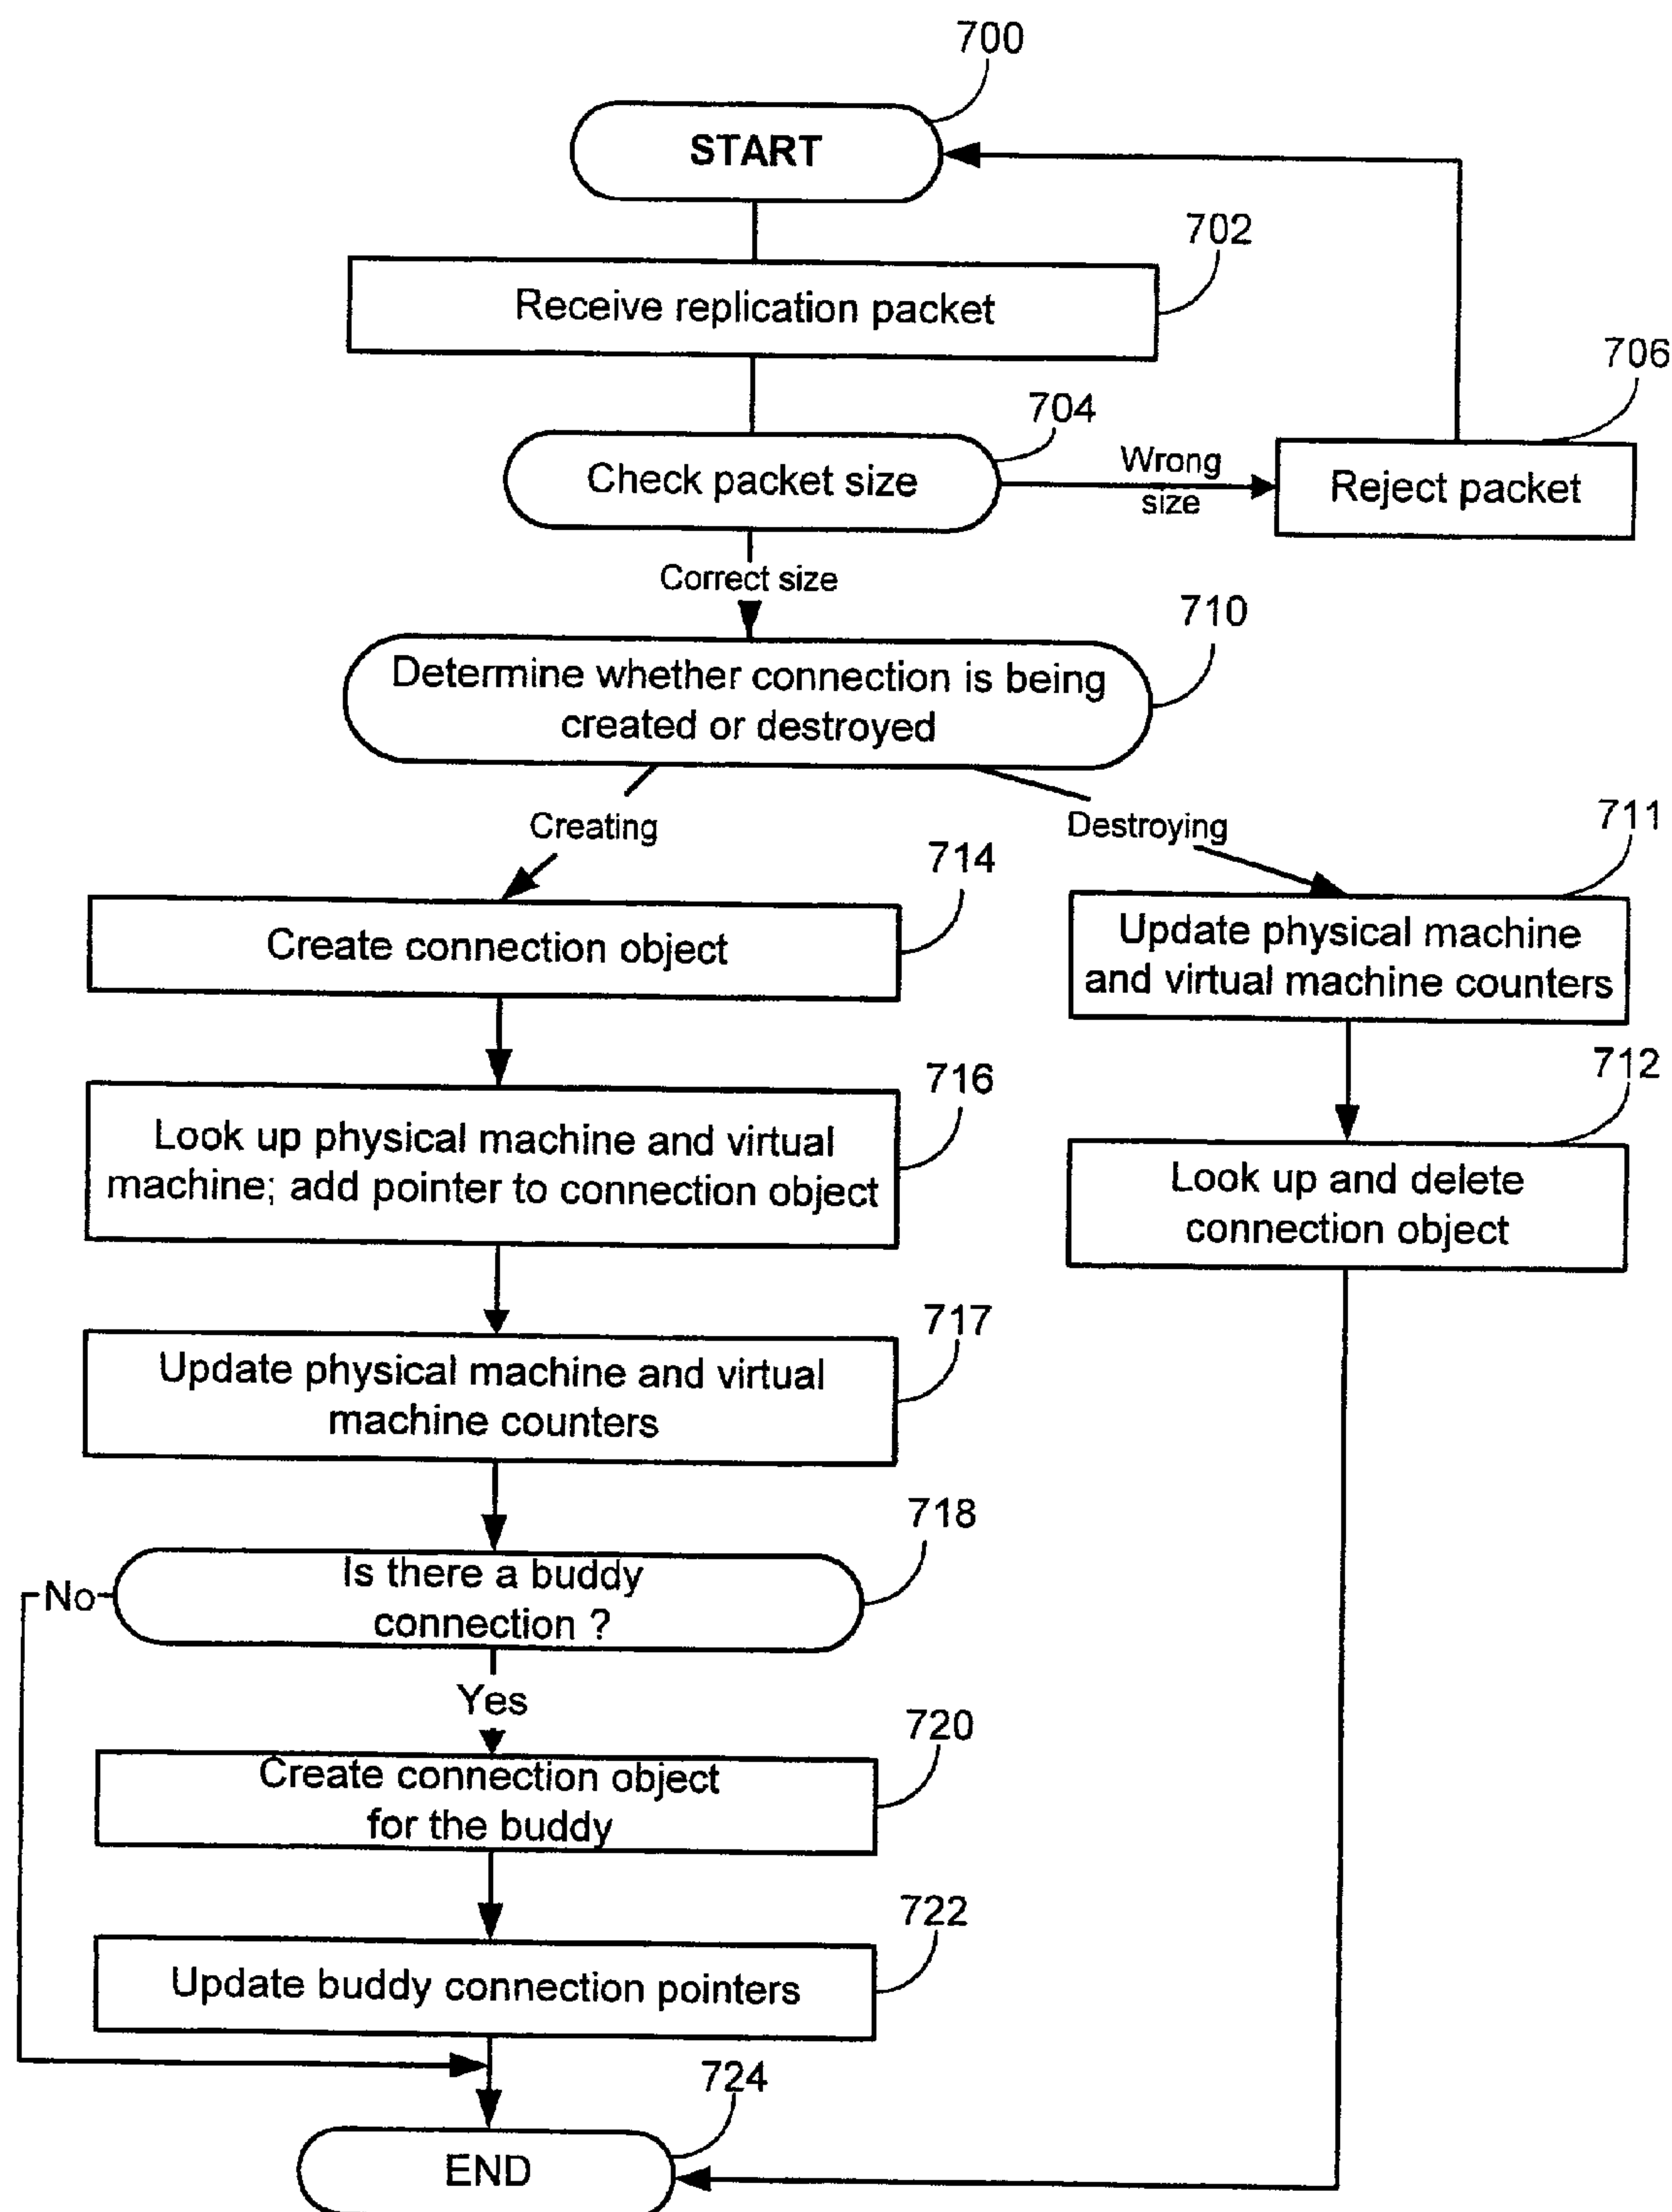 700
START
702
Receive replication packet
704
Check packet size
Wrong
size
706
Reject packet
Correct size
710
Determine whether connection is being
created or destroyed
Creating
Destroying
714
Create connection object
711
Update physical machine
and virtual machine counters
716
Look up physical machine and virtual
machine; add pointer to connection object
712
Look up and delete
connection object
717
Update physical machine and virtual
machine counters
718
Is there a buddy
connection ?
No
Yes
720
Create connection object
for the buddy
722
Update buddy connection pointers
724
END